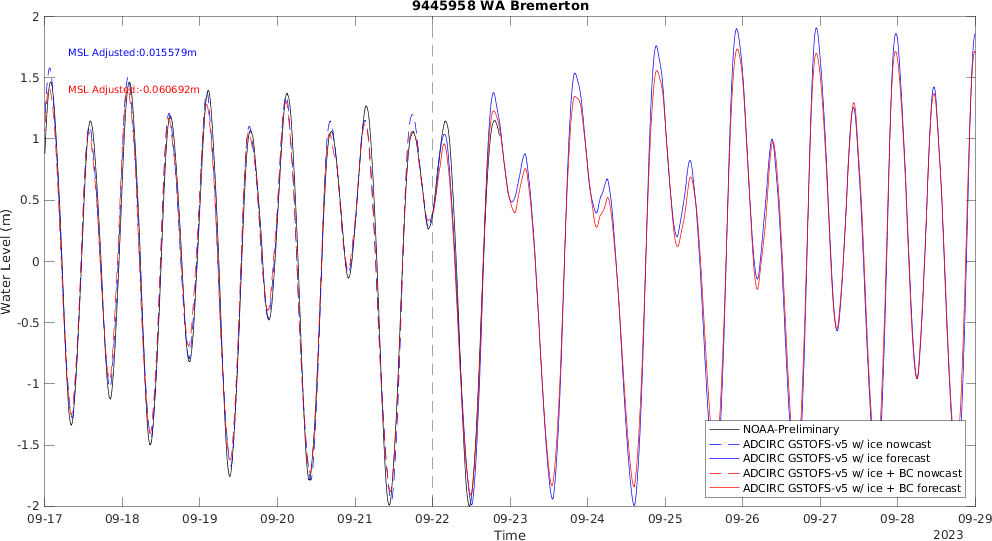 9445958 WA Bremerton
2
1.5
1
0.5
0
-0.5
-1
-1.5
-2
Water Level (m)
MSL Adjusted:0.015579m
MSL Adjusted:-0.060692m
NOAA-Preliminary
ADCIRC GSTOFS-v5 w/ ice nowcast
ADCIRC GSTOFS-v5 w/ ice forecast
ADCIRC GSTOFS-v5 w/ ice + BC nowcast
ADCIRC GSTOFS-v5 w/ ice + BC forecast
09-17 09-18 09-19 09-20 09-21 09-22 09-23 09-24 09-25 09-26 09-27 09-28 09-29
Time
2023